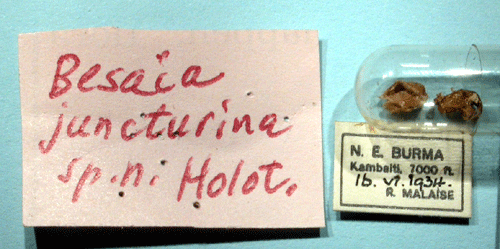 Besaia
juncturina
sp.n. Holot.
N. E. BURMA
Kambaiti, 7000 ft.
16.VI.1934.
R. MALAISE